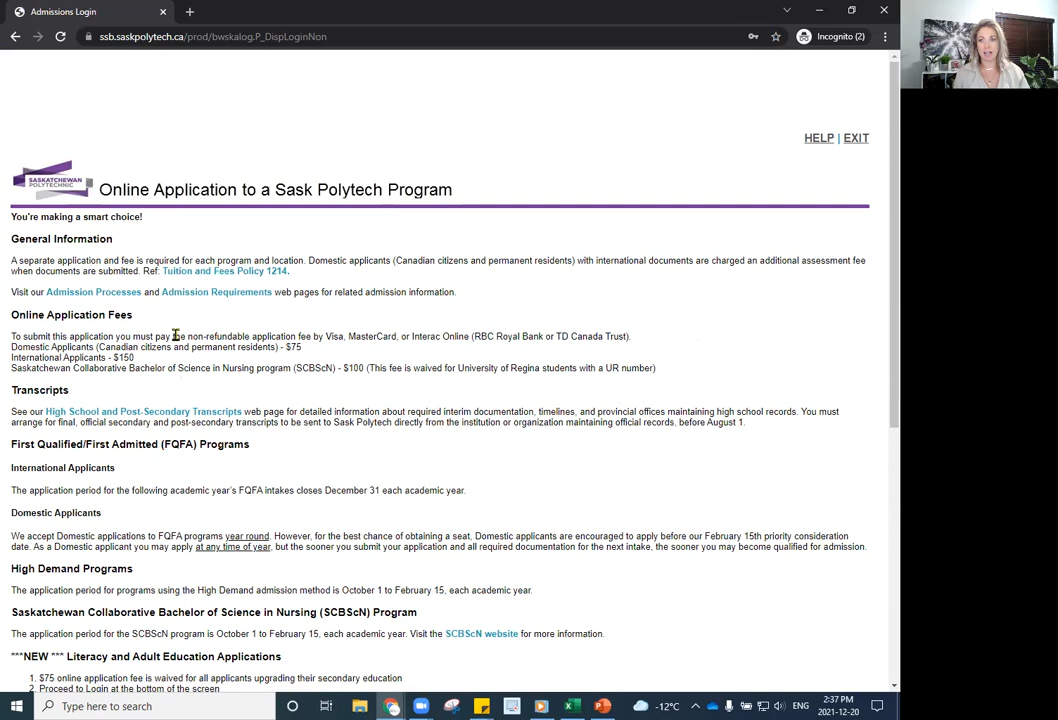 Admissions Login
ssb.saskpolytech.ca/prod/bwskalog.P_DispLoginNon
Incognito (2)
HELP | EXIT
SASKATCHEWAN
POLYTECHNIC
Online Application to a Sask Polytech Program
You're making a smart choice!
General Information
A separate application and fee is required for each program and location. Domestic applicants (Canadian citizens and permanent residents) with international documents are charged an additional assessment fee
when documents are submitted. Ref: Tuition and Fees Policy 1214.
Visit our Admission Processes and Admission Requirements web pages for related admission information.
Online Application Fees
To submit this application you must pay the non-refundable application fee by Visa, MasterCard, or Interac Online (RBC Royal Bank or TD Canada Trust).
Domestic Applicants (Canadian citizens and permanent residents) - $75
International Applicants - $150
Saskatchewan Collaborative Bachelor of Science in Nursing program (SCBScN) - $100 (This fee is waived for University of Regina students with a UR number)
Transcripts
See our High School and Post-Secondary Transcripts web page for detailed information about required interim documentation, timelines, and provincial offices maintaining high school records. You must
arrange for final, official secondary and post-secondary transcripts to be sent to Sask Polytech directly from the institution or organization maintaining official records, before August 1.
First Qualified/First Admitted (FQFA) Programs
International Applicants
The application period for the following academic year's FQFA intakes closes December 31 each academic year.
Domestic Applicants
We accept Domestic applications to FQFA programs year round. However, for the best chance of obtaining a seat, Domestic applicants are encouraged to apply before our February 15th priority consideration
date. As a Domestic applicant you may apply at any time of year, but the sooner you submit your application and all required documentation for the next intake, the sooner you may become qualified for admission.
High Demand Programs
The application period for programs using the High Demand admission method is October 1 to February 15, each academic year.
Saskatchewan Collaborative Bachelor of Science in Nursing (SCBScN) Program
The application period for the SCBScN program is October 1 to February 15, each academic year. Visit the SCBScN website for more information.
***NEW *** Literacy and Adult Education Applications
1. $75 online application fee is waived for all applicants upgrading their secondary education
2. Proceed to Login at the bottom of the screen
Type here to search
-12°C
ENG
2:37 PM
2021-12-20